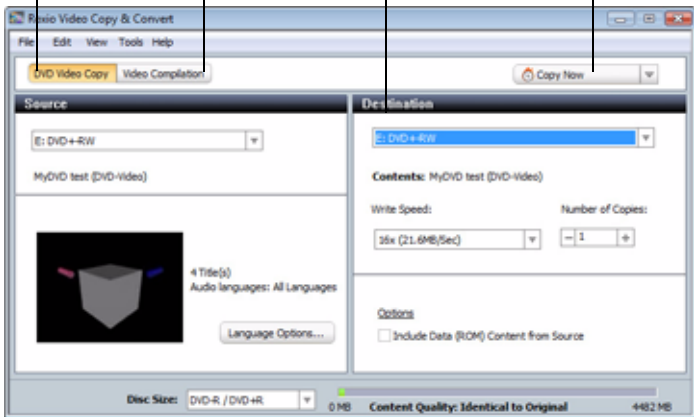 Roxio Video Copy & Convert
File Edit View Tools Help
DVD Video Copy Video Compilation Copy Now
Source
E: DVD+-RW
MyDVD test (DVD-Video)
4 Title(s)
Audio languages: All Languages
Language Options...
Destination
E: DVD+-RW
Contents: MyDVD test (DVD-Video)
Write Speed: Number of Copies:
16x (21.6MB/Sec) 1
Options
Include Data (ROM) Content from Source
Disc Size: DVD-R / DVD+R 0 MB Content Quality: Identical to Original 4482 MB